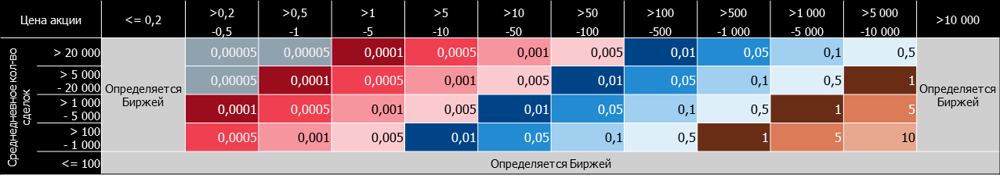 Цена акции <= 0,2 >0,2 >0,5 >1 >5 >10 >50 >100 >500 >1 000 >5 000 >10 000
-0,5 -1 -5 -10 -50 -100 -500 -1 000 -5 000 -10 000
Средневное кол-во
сделок
> 20 000 0,00005 0,00005 0,0001 0,0005 0,001 0,005 0,01 0,05 0,1 0,5
> 5 000
- 20 000 0,00005 0,0001 0,0005 0,001 0,005 0,01 0,05 0,1 0,5 1
Определяется
Биржей
Определяется
Биржей
> 1 000
- 5 000 0,0001 0,0005 0,001 0,005 0,01 0,05 0,1 0,5 1 5
> 100
- 1 000 0,0005 0,001 0,005 0,01 0,05 0,1 0,5 1 5 10
<= 100 Определяется Биржей